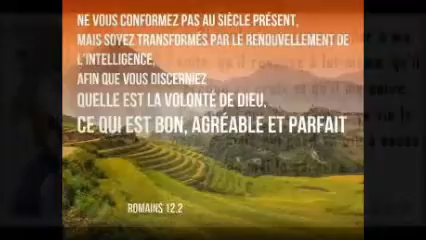 NE VOUS CONFORMEZ PAS AU SIÈCLE PRÉSENT,
MAIS SOYEZ TRANSFORMÉS PAR LE RENOUVELLEMENT DE
L'INTELLIGENCE,
AFIN QUE VOUS DISCERNIEZ
QUELLE EST LA VOLONTÉ DE DIEU,
CE QUI EST BON, AGRÉABLE ET PARFAIT
ROMAINS 12.2